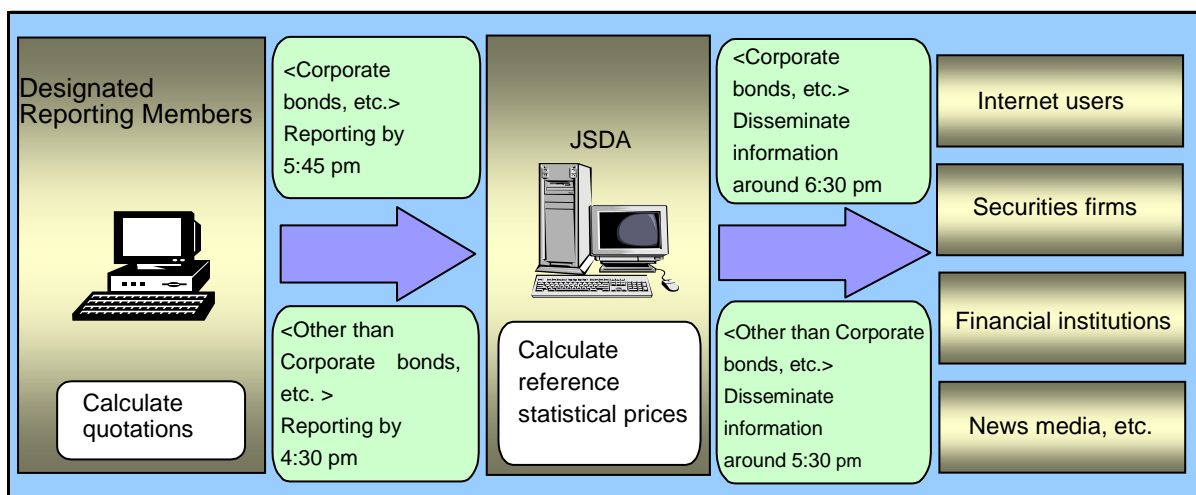 Designated
Reporting Members
Calculate
quotations
<Corporate
bonds, etc.>
Reporting by
5:45 pm
<Other than
Corporate bonds,
etc. >
Reporting by
4:30 pm
JSDA
Calculate
reference
statistical prices
<Corporate
bonds, etc.>
Disseminate
information
around 6:30 pm
<Other than Corporate
bonds, etc.>
Disseminate
information
around 5:30 pm
Internet users
Securities firms
Financial institutions
News media, etc.